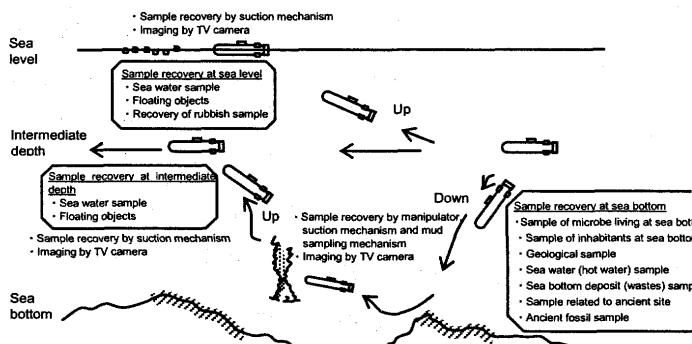 · Sample recovery by suction mechanism
· Imaging by TV camera
Sea
level
Sample recovery at sea level
· Sea water sample
· Floating objects
· Recovery of rubbish sample
Up
Intermediate
depth
Sample recovery at intermediate
depth
· Sea water sample
· Floating objects
· Sample recovery by suction mechanism
· Imaging by TV camera
Up
· Sample recovery by manipulator,
suction mechanism and mud
sampling mechanism
· Imaging by TV camera
Down
Sample recovery at sea bottom
· Sample of microbe living at sea bott
· Sample of inhabitants at sea bottom
· Geological sample
· Sea water (hot water) sample
· Sea bottom deposit (wastes) samp
· Sample related to ancient site
· Ancient fossil sample
Sea
bottom